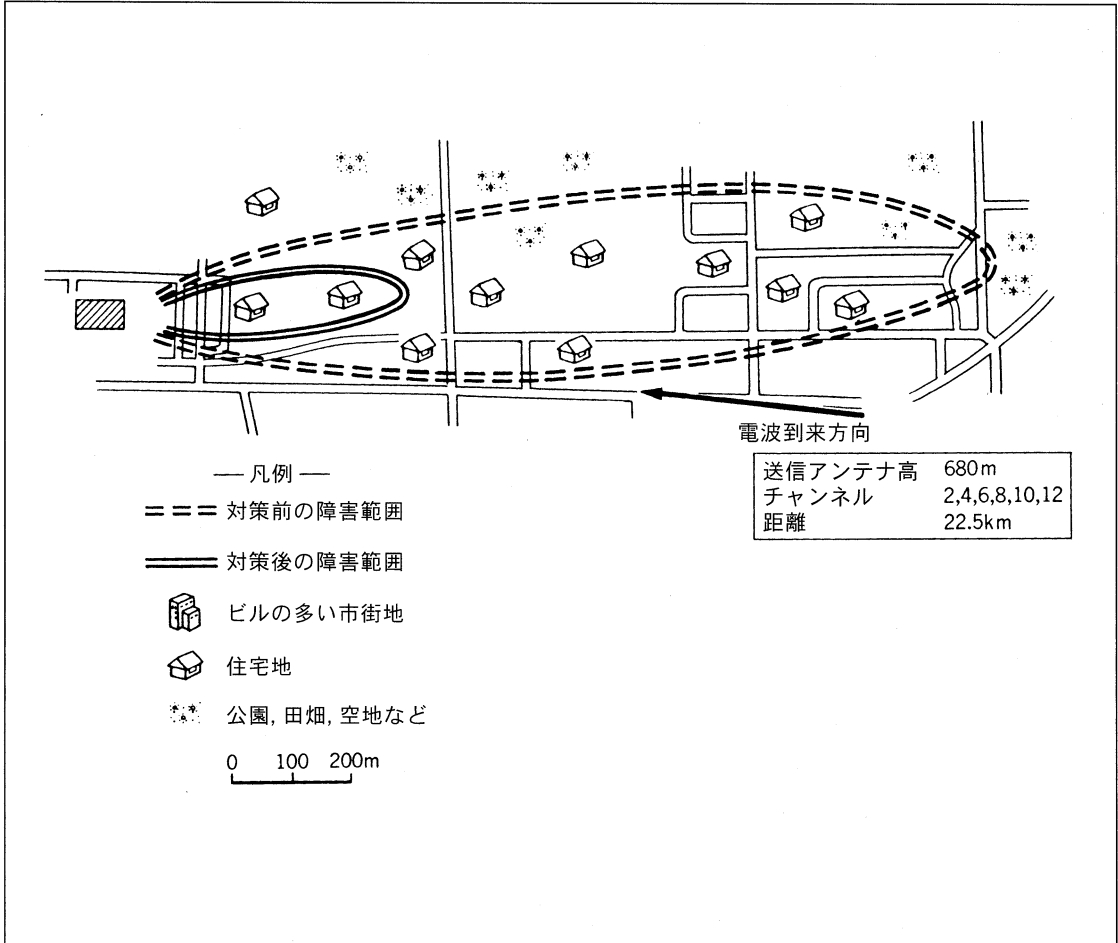 電波到来方向
送信アンテナ高 680m
チャンネル 2,4,6,8,10,12
距離 22.5km
— 凡例 —
対策前の障害範囲
対策後の障害範囲
ビルの多い市街地
住宅地
公園, 田畑, 空地など
0 100 200m